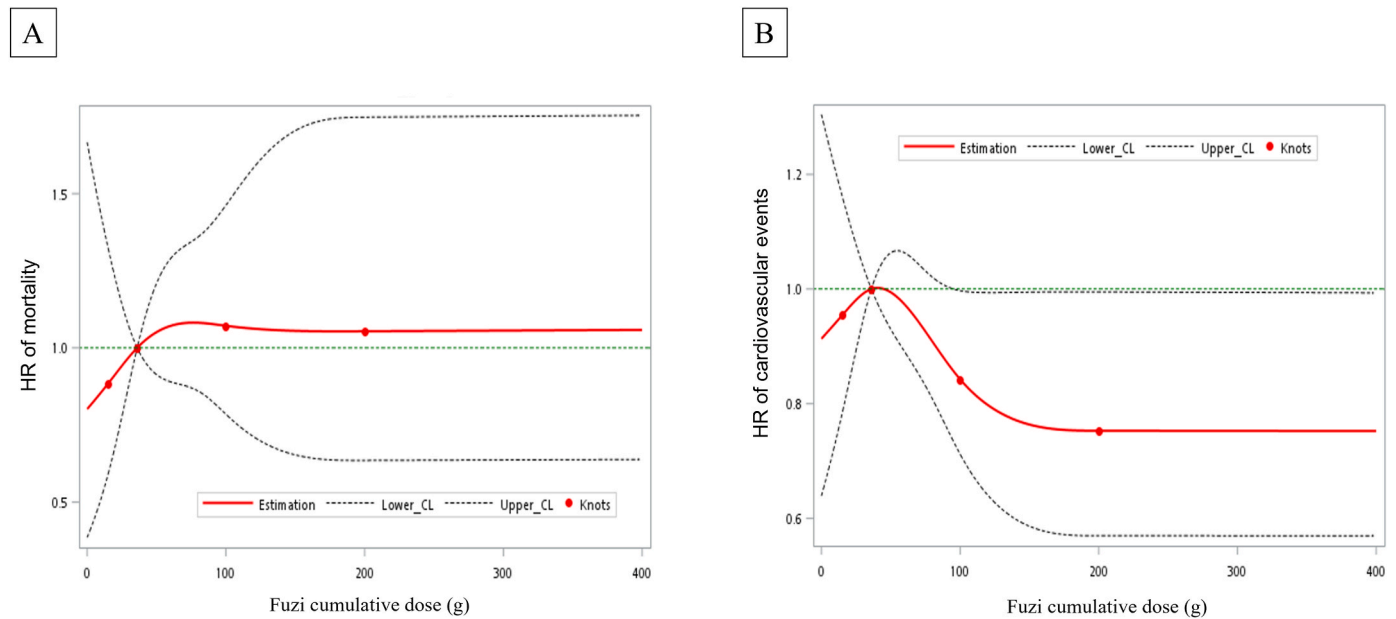 A
HR of mortality
1.5
1.0
0.5
Estimation Lower_CL Upper_CL Knots
0 100 200 300 400
Fuzi cumulative dose (g)
B
HR of cardiovascular events
Estimation Lower_CL Upper_CL Knots
1.2
1.0
0.8
0.6
0 100 200 300 400
Fuzi cumulative dose (g)